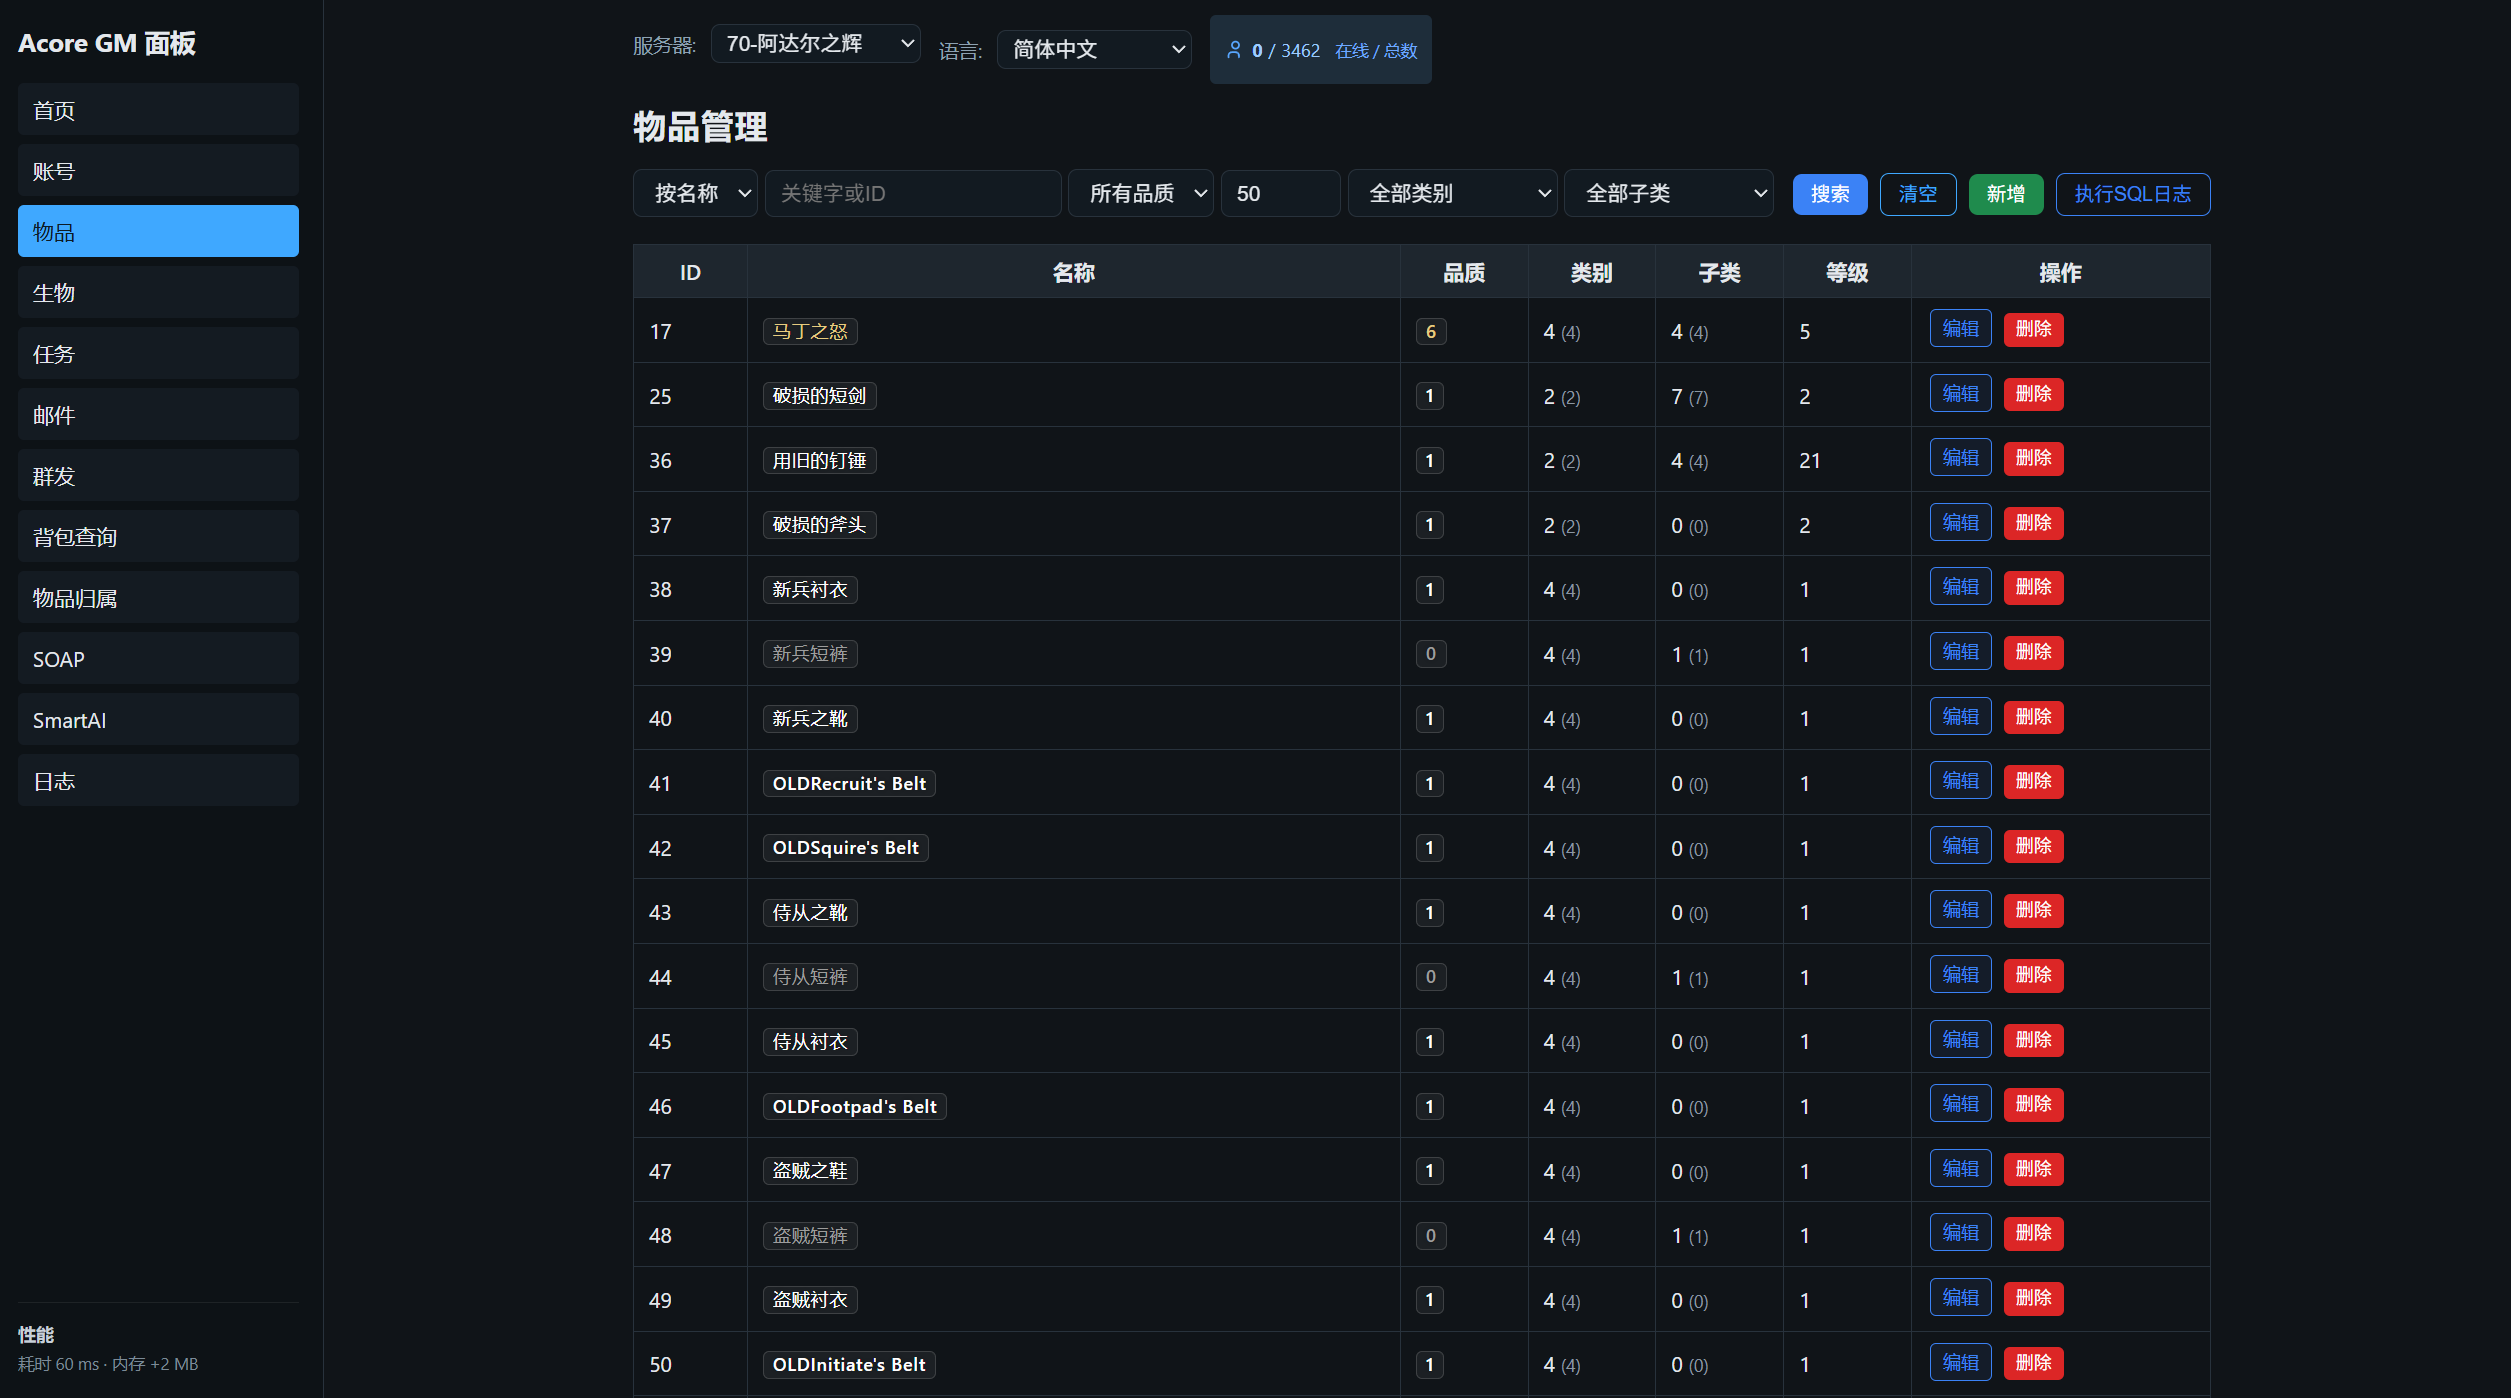 Acore GM 面板
首页
账号
物品
生物
任务
邮件
群发
背包查询
物品归属
SOAP
SmartAI
日志
性能
耗时 60 ms · 内存 +2 MB
服务器: 70-阿达尔之辉 语言: 简体中文 0 / 3462 在线 / 总数
物品管理
按名称 关键字或ID 所有品质 50 全部类别 全部子类 搜索 清空 新增 执行SQL日志
ID 名称 品质 类别 子类 等级 操作
17 马丁之怒 6 4 (4) 4 (4) 5 编辑 删除
25 破损的短剑 1 2 (2) 7 (7) 2 编辑 删除
36 用旧的钉锤 1 2 (2) 4 (4) 21 编辑 删除
37 破损的斧头 1 2 (2) 0 (0) 2 编辑 删除
38 新兵衬衣 1 4 (4) 0 (0) 1 编辑 删除
39 新兵短裤 0 4 (4) 1 (1) 1 编辑 删除
40 新兵之靴 1 4 (4) 0 (0) 1 编辑 删除
41 OLDRecruit's Belt 1 4 (4) 0 (0) 1 编辑 删除
42 OLDSquire's Belt 1 4 (4) 0 (0) 1 编辑 删除
43 侍从之靴 1 4 (4) 0 (0) 1 编辑 删除
44 侍从短裤 0 4 (4) 1 (1) 1 编辑 删除
45 侍从衬衣 1 4 (4) 0 (0) 1 编辑 删除
46 OLDFootpad's Belt 1 4 (4) 0 (0) 1 编辑 删除
47 盗贼之鞋 1 4 (4) 0 (0) 1 编辑 删除
48 盗贼短裤 0 4 (4) 1 (1) 1 编辑 删除
49 盗贼衬衣 1 4 (4) 0 (0) 1 编辑 删除
50 OLDInitiate's Belt 1 4 (4) 0 (0) 1 编辑 删除